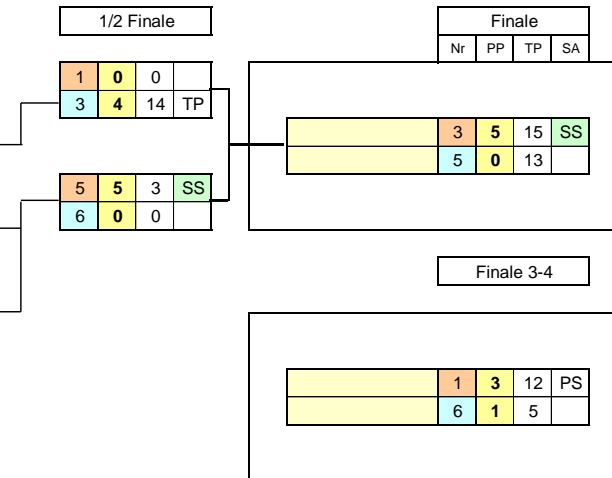 1/2 Finale
Finale
Nr PP TP SA
1 0 0
3 4 14 TP
3 5 15 SS
5 0 13
5 5 3 SS
6 0 0
Finale 3-4
1 3 12 PS
6 1 5